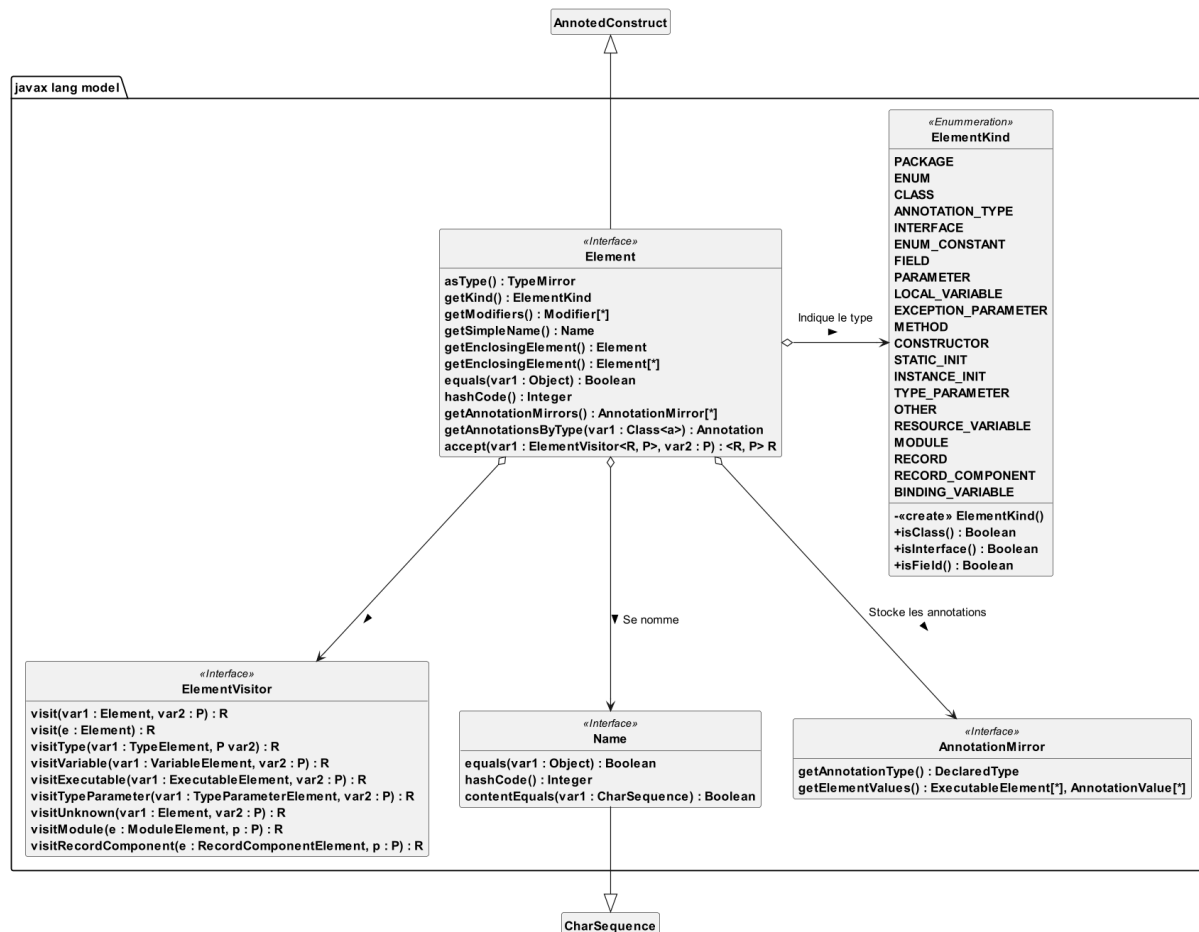 AnnotedConstruct
javax lang model
«Enummeration»
ElementKind
PACKAGE
ENUM
CLASS
ANNOTATION_TYPE
INTERFACE
ENUM_CONSTANT
FIELD
PARAMETER
LOCAL_VARIABLE
EXCEPTION_PARAMETER
METHOD
CONSTRUCTOR
STATIC_INIT
INSTANCE_INIT
TYPE_PARAMETER
OTHER
RESOURCE_VARIABLE
MODULE
RECORD
RECORD_COMPONENT
BINDING_VARIABLE
-«create» ElementKind()
+isClass() : Boolean
+isInterface() : Boolean
+isField() : Boolean
«Interface»
Element
asType() : TypeMirror
getKind() : ElementKind
getModifiers() : Modifier[*]
getSimpleName() : Name
getEnclosingElement() : Element
getEnclosingElement() : Element[*]
equals(var1 : Object) : Boolean
hashCode() : Integer
getAnnotationMirrors() : AnnotationMirror[*]
getAnnotationsByType(var1 : Class<a>) : Annotation
accept(var1 : ElementVisitor<R, P>, var2 : P) : <R, P> R
Indique le type
Stocke les annotations
Se nomme
«Interface»
ElementVisitor
visit(var1 : Element, var2 : P) : R
visit(e : Element) : R
visitType(var1 : TypeElement, P var2) : R
visitVariable(var1 : VariableElement, var2 : P) : R
visitExecutable(var1 : ExecutableElement, var2 : P) : R
visitTypeParameter(var1 : TypeParameterElement, var2 : P) : R
visitUnknown(var1 : Element, var2 : P) : R
visitModule(e : ModuleElement, p : P) : R
visitRecordComponent(e : RecordComponentElement, p : P) : R
«Interface»
Name
equals(var1 : Object) : Boolean
hashCode() : Integer
contentEquals(var1 : CharSequence) : Boolean
«Interface»
AnnotationMirror
getAnnotationType() : DeclaredType
getElementValues() : ExecutableElement[*], AnnotationValue[*]
CharSequence